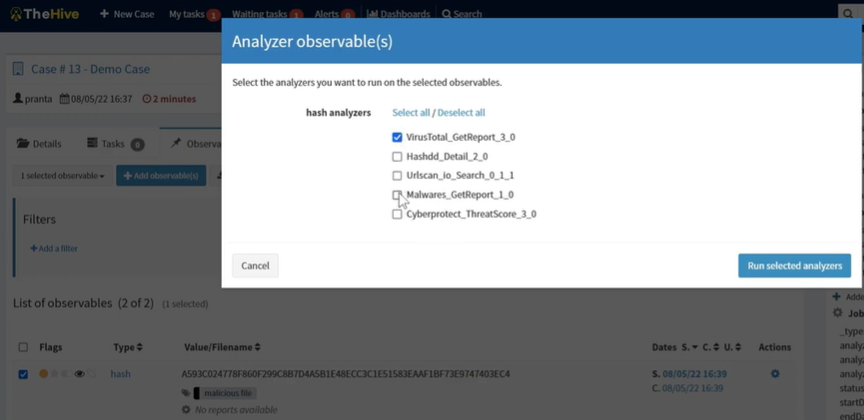 TheHive
+ New Case
My tasks 1
Waiting tasks 1
Alerts 0
Dashboards
Search
Case # 13 - Demo Case
pranta 08/05/22 16:37 2 minutes
Details
Tasks 0
Observa
1 selected observable
+ Add observable(s)
Filters
+ Add a filter
List of observables (2 of 2) (1 selected)
Flags Type Value/Filename Dates S. C. U. Actions
hash A593C024778F860F299C8B7D4A5B1E48ECC3C1E51583EAAF1BF73E9747403EC4 S. 08/05/22 16:39
malicious file C. 08/05/22 16:39
No reports available
Analyzer observable(s)
Select the analyzers you want to run on the selected observables.
hash analyzers Select all / Deselect all
VirusTotal_GetReport_3_0
Hashdd_Detail_2_0
Urlscan_io_Search_0_1_1
Malwares_GetReport_1_0
Cyberprotect_ThreatScore_3_0
Cancel
Run selected analyzers
+ Adde
Job
_type
analy
analy
analy
status
startD
endD